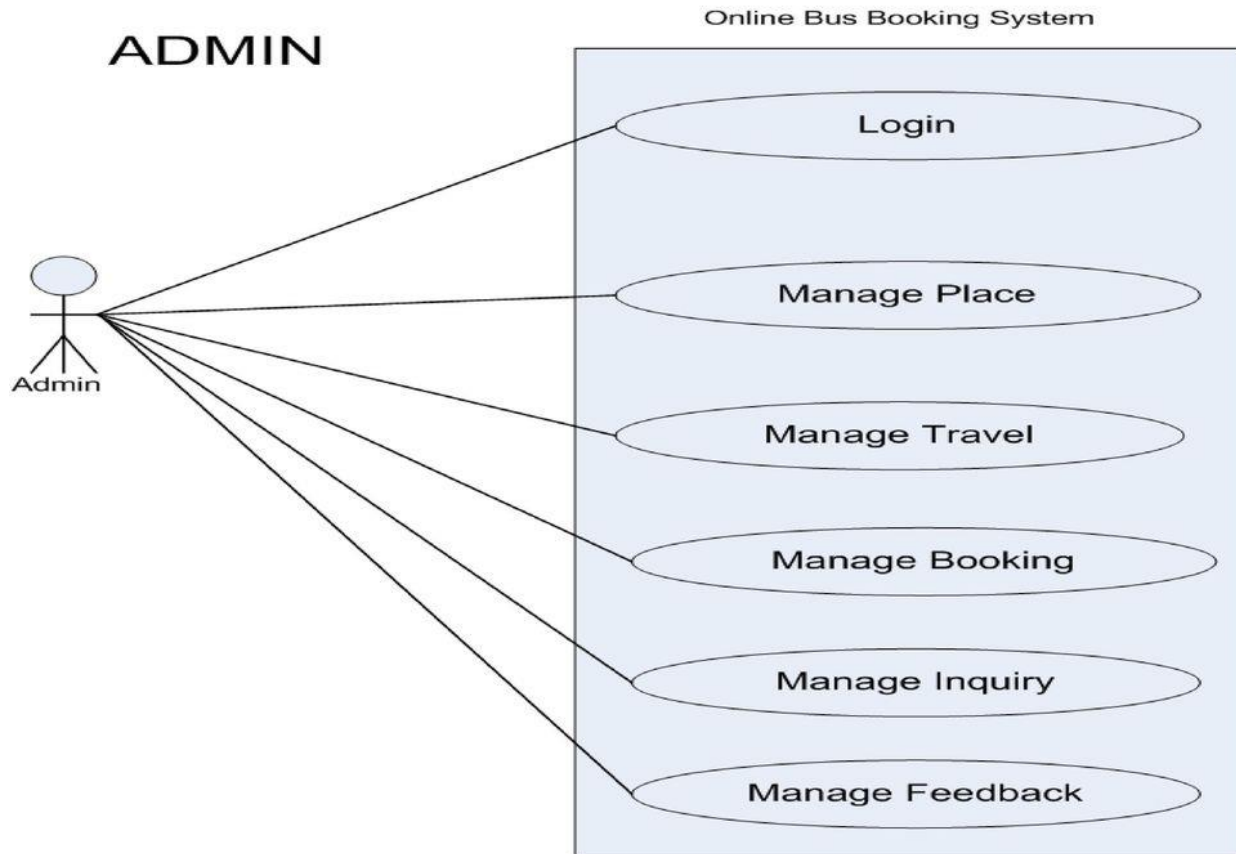 Online Bus Booking System
ADMIN
Login
Manage Place
Admin
Manage Travel
Manage Booking
Manage Inquiry
Manage Feedback